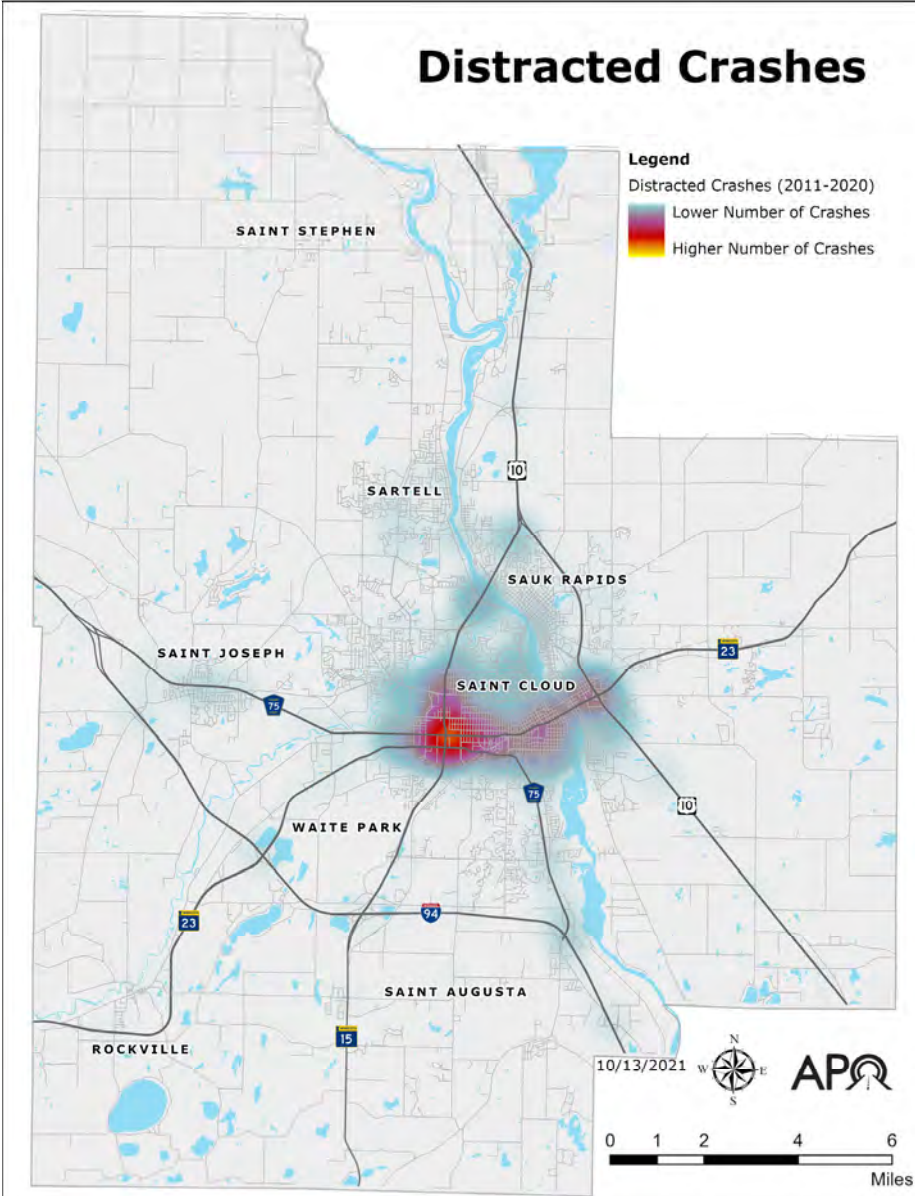 Distracted Crashes
Legend
Distracted Crashes (2011-2020)
Lower Number of Crashes
Higher Number of Crashes
SAINT STEPHEN
10
SARTELL
SAUK RAPIDS
23
SAINT JOSEPH
SAINT CLOUD
75
75
10
WAITE PARK
23
94
SAINT AUGUSTA
15
ROCKVILLE
10/13/2021
N
W
E
S
APO
0 1 2 4 6
Miles